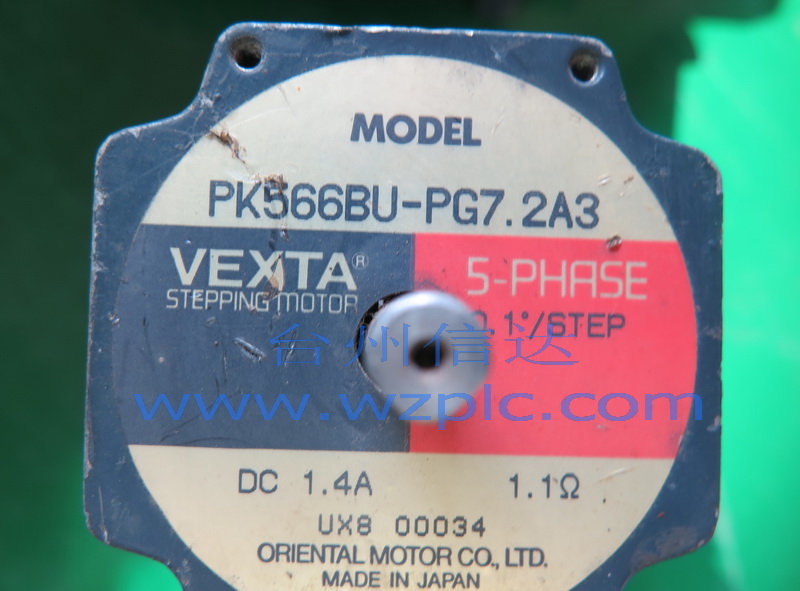 MODEL
PK566BU-PG7.2A3
VEXTA®
STEPPING MOTOR
5-PHASE
1°/STEP
台州信达
www.wzplc.com
DC 1.4A
1.1Ω
UX8 00034
ORIENTAL MOTOR CO., LTD.
MADE IN JAPAN